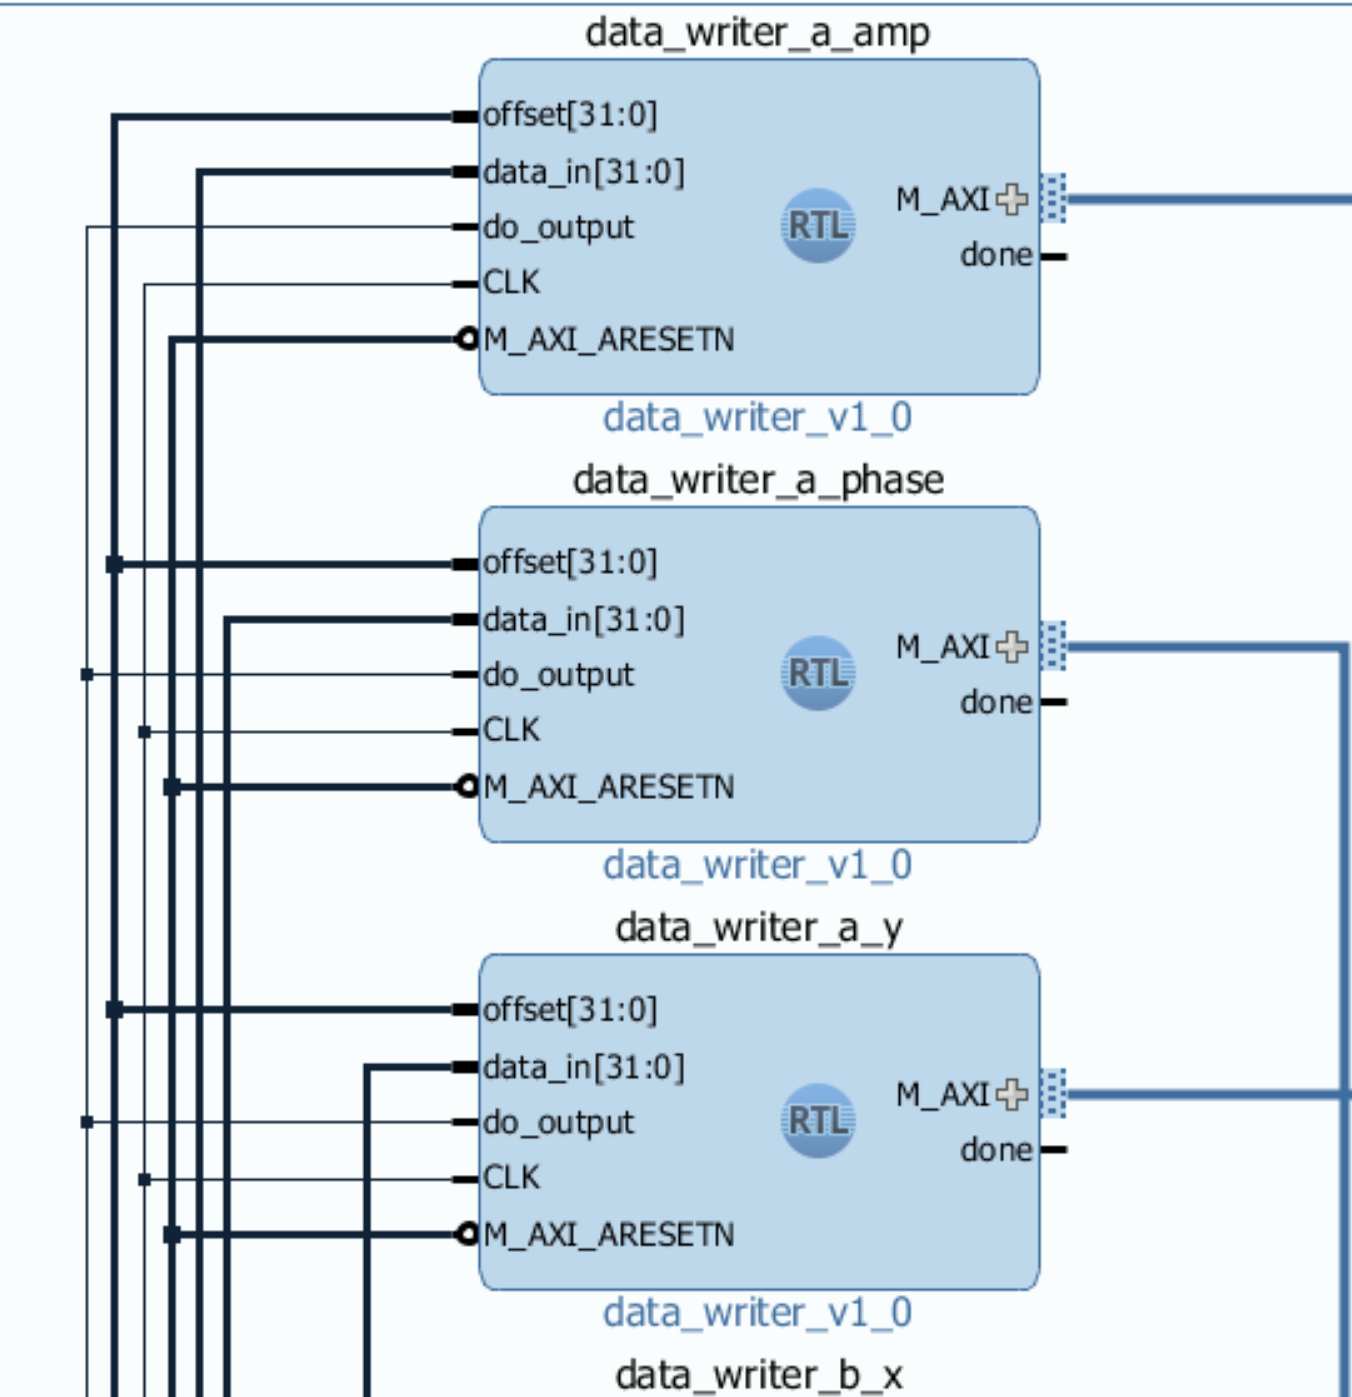 data_writer_a_amp
offset[31:0]
data_in[31:0]
do_output
CLK
M_AXI_ARESETN
RTL
M_AXI
done
data_writer_v1_0
data_writer_a_phase
offset[31:0]
data_in[31:0]
do_output
CLK
M_AXI_ARESETN
RTL
M_AXI
done
data_writer_v1_0
data_writer_a_y
offset[31:0]
data_in[31:0]
do_output
CLK
M_AXI_ARESETN
RTL
M_AXI
done
data_writer_v1_0
data_writer_b_x